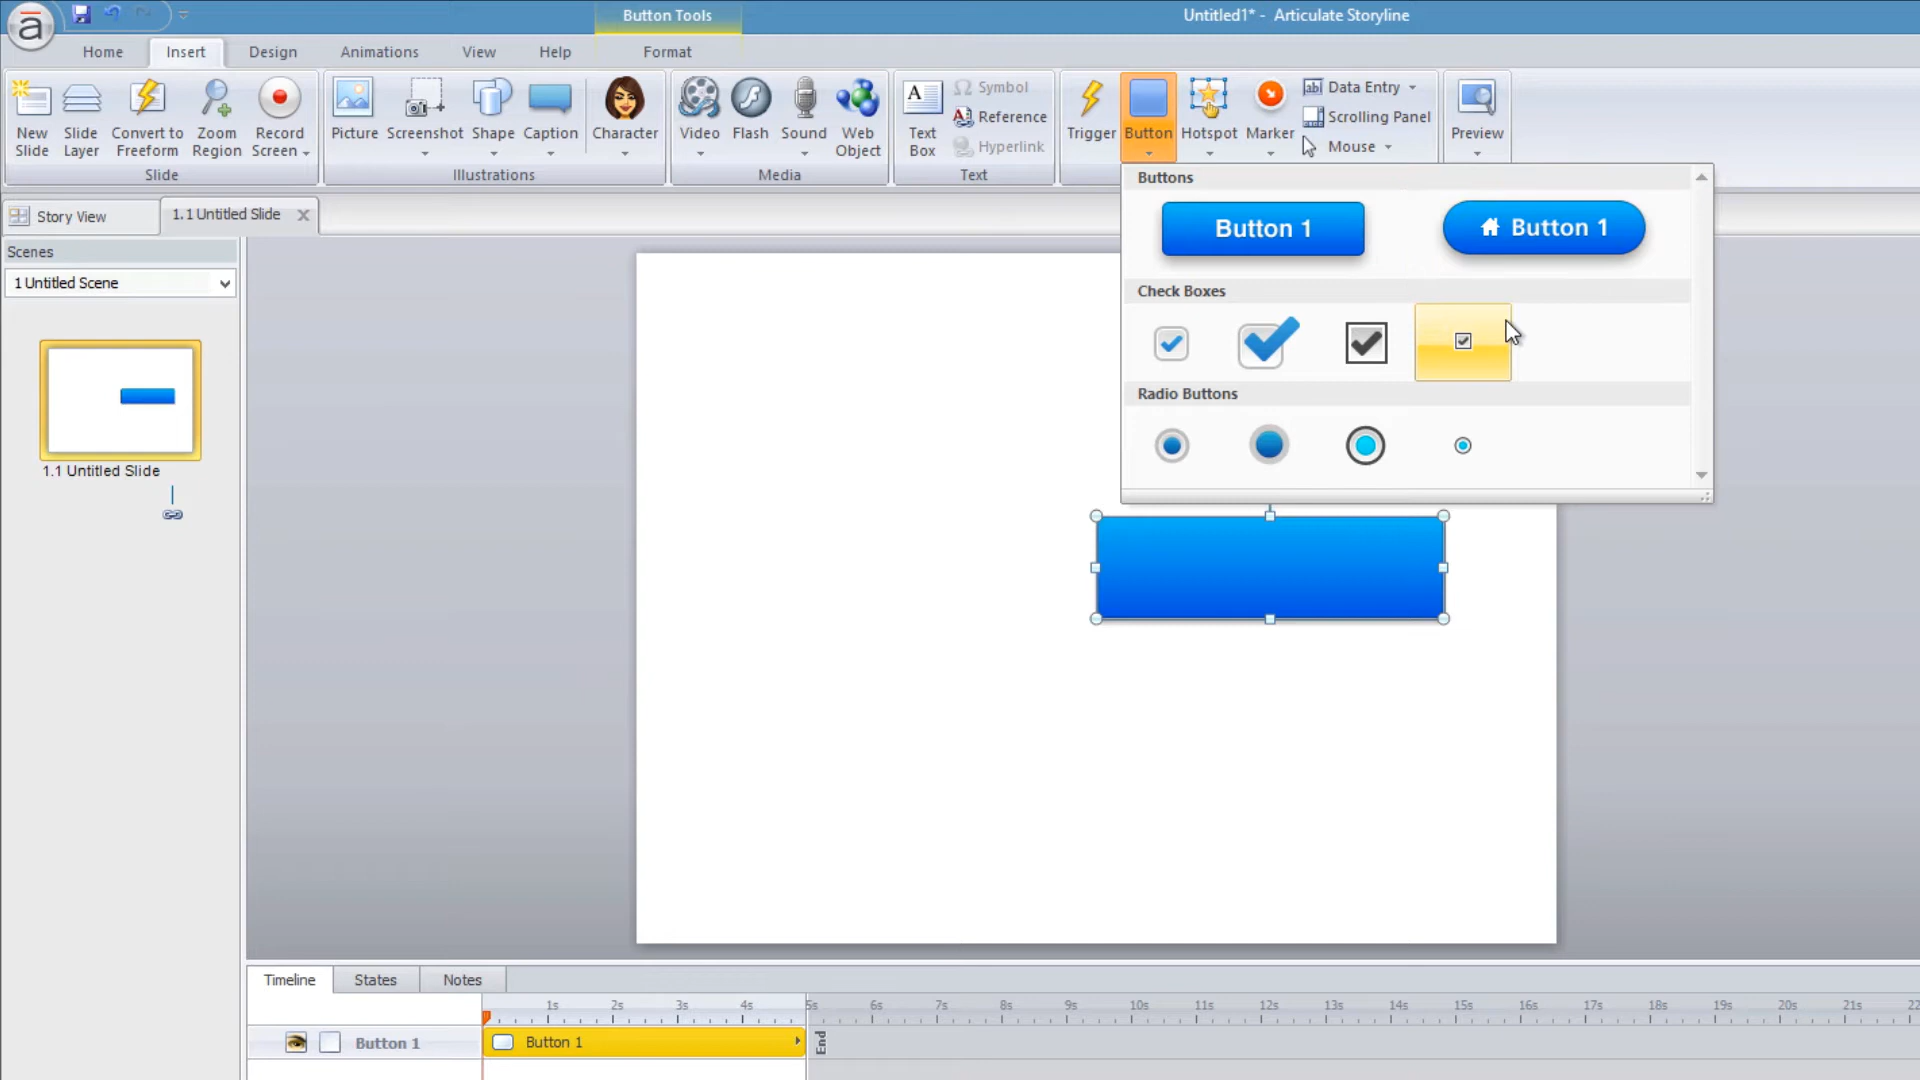 Button Tools
Untitled1* - Articulate Storyline
Home Insert Design Animations View Help Format
New Slide
Slide Layer
Convert to Freeform
Zoom Region
Record Screen
Slide
Picture
Screenshot
Shape
Caption
Character
Illustrations
Video
Flash
Sound
Web Object
Media
Text Box
Symbol
Reference
Hyperlink
Text
Trigger
Button
Hotspot
Marker
Data Entry
Scrolling Panel
Mouse
Preview
Story View
1.1 Untitled Slide
Scenes
1 Untitled Scene
1.1 Untitled Slide
Buttons
Button 1
Button 1
Check Boxes
Radio Buttons
Timeline States Notes
1s 2s 3s 4s 5s 6s 7s 8s 9s 10s 11s 12s 13s 14s 15s 16s 17s 18s 19s 20s 21s
Button 1
Button 1
End